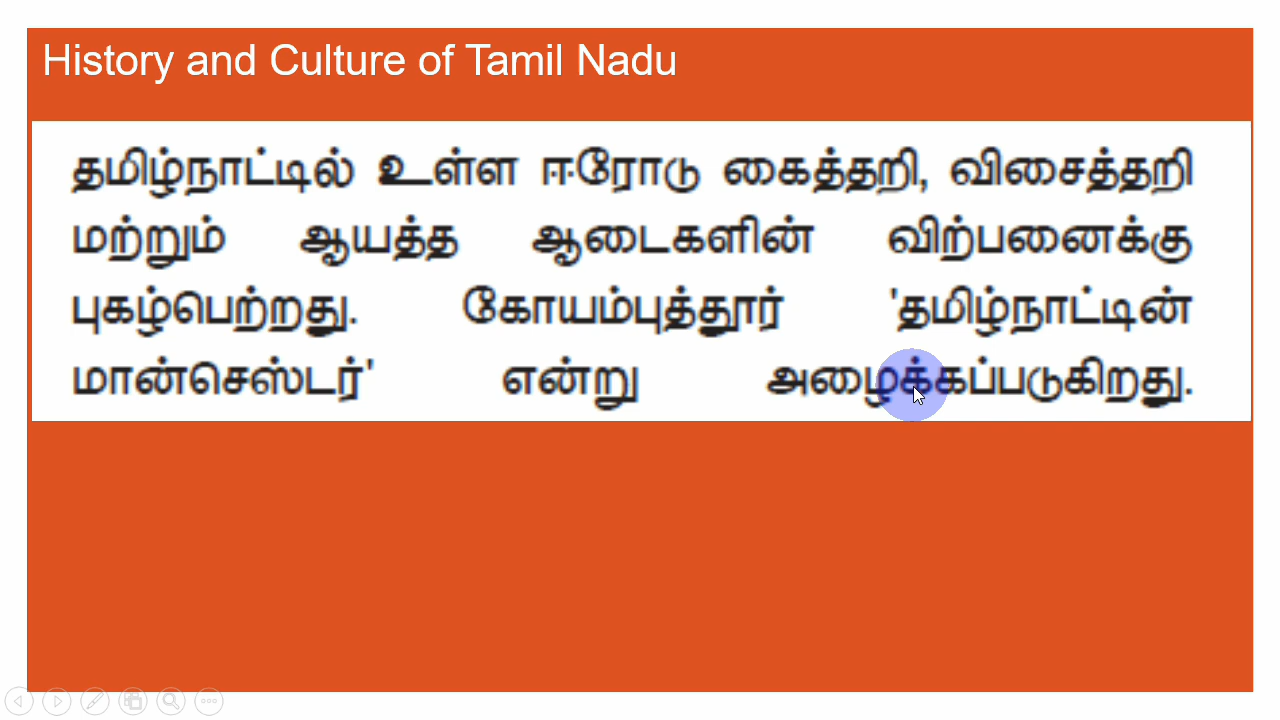 History and Culture of Tamil Nadu
தமிழ்நாட்டில் உள்ள ஈரோடு கைத்தறி, விசைத்தறி
மற்றும் ஆயத்த ஆடைகளின் விற்பனைக்கு
புகழ்பெற்றது. கோயம்புத்தூர் 'தமிழ்நாட்டின்
மான்செஸ்டர்' என்று அழைக்கப்படுகிறது.